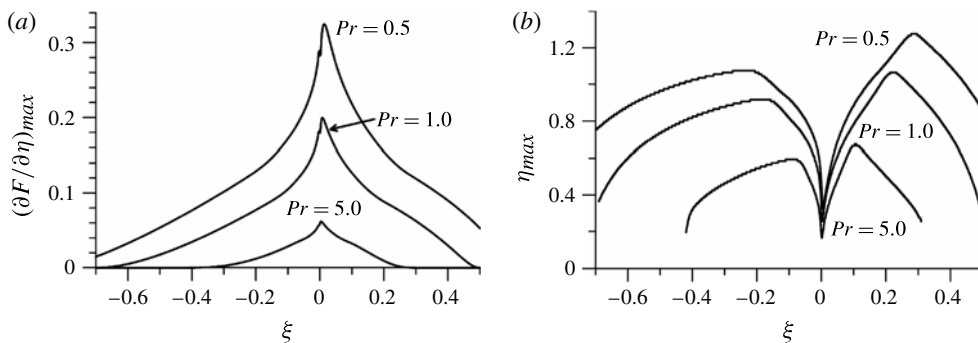 (a)
0.3
0.2
0.1
0
(∂F/∂η)max
Pr = 0.5
Pr = 1.0
Pr = 5.0
−0.6 −0.4 −0.2 0 0.2 0.4
ξ
(b)
1.2
0.8
0.4
0
ηmax
Pr = 0.5
Pr = 1.0
Pr = 5.0
−0.6 −0.4 −0.2 0 0.2 0.4
ξ